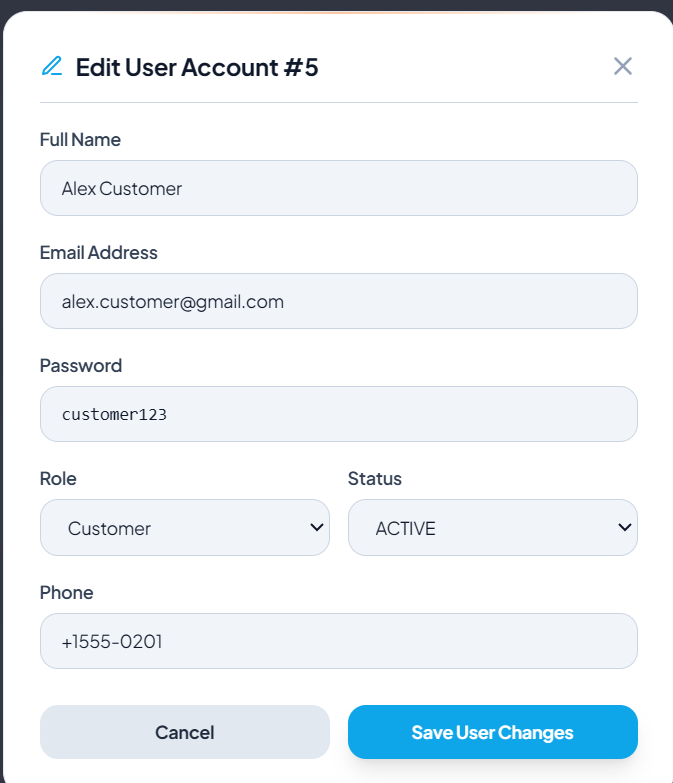 Edit User Account #5
Full Name
Alex Customer
Email Address
alex.customer@gmail.com
Password
customer123
Role
Status
Customer
ACTIVE
Phone
+1555-0201
Cancel
Save User Changes